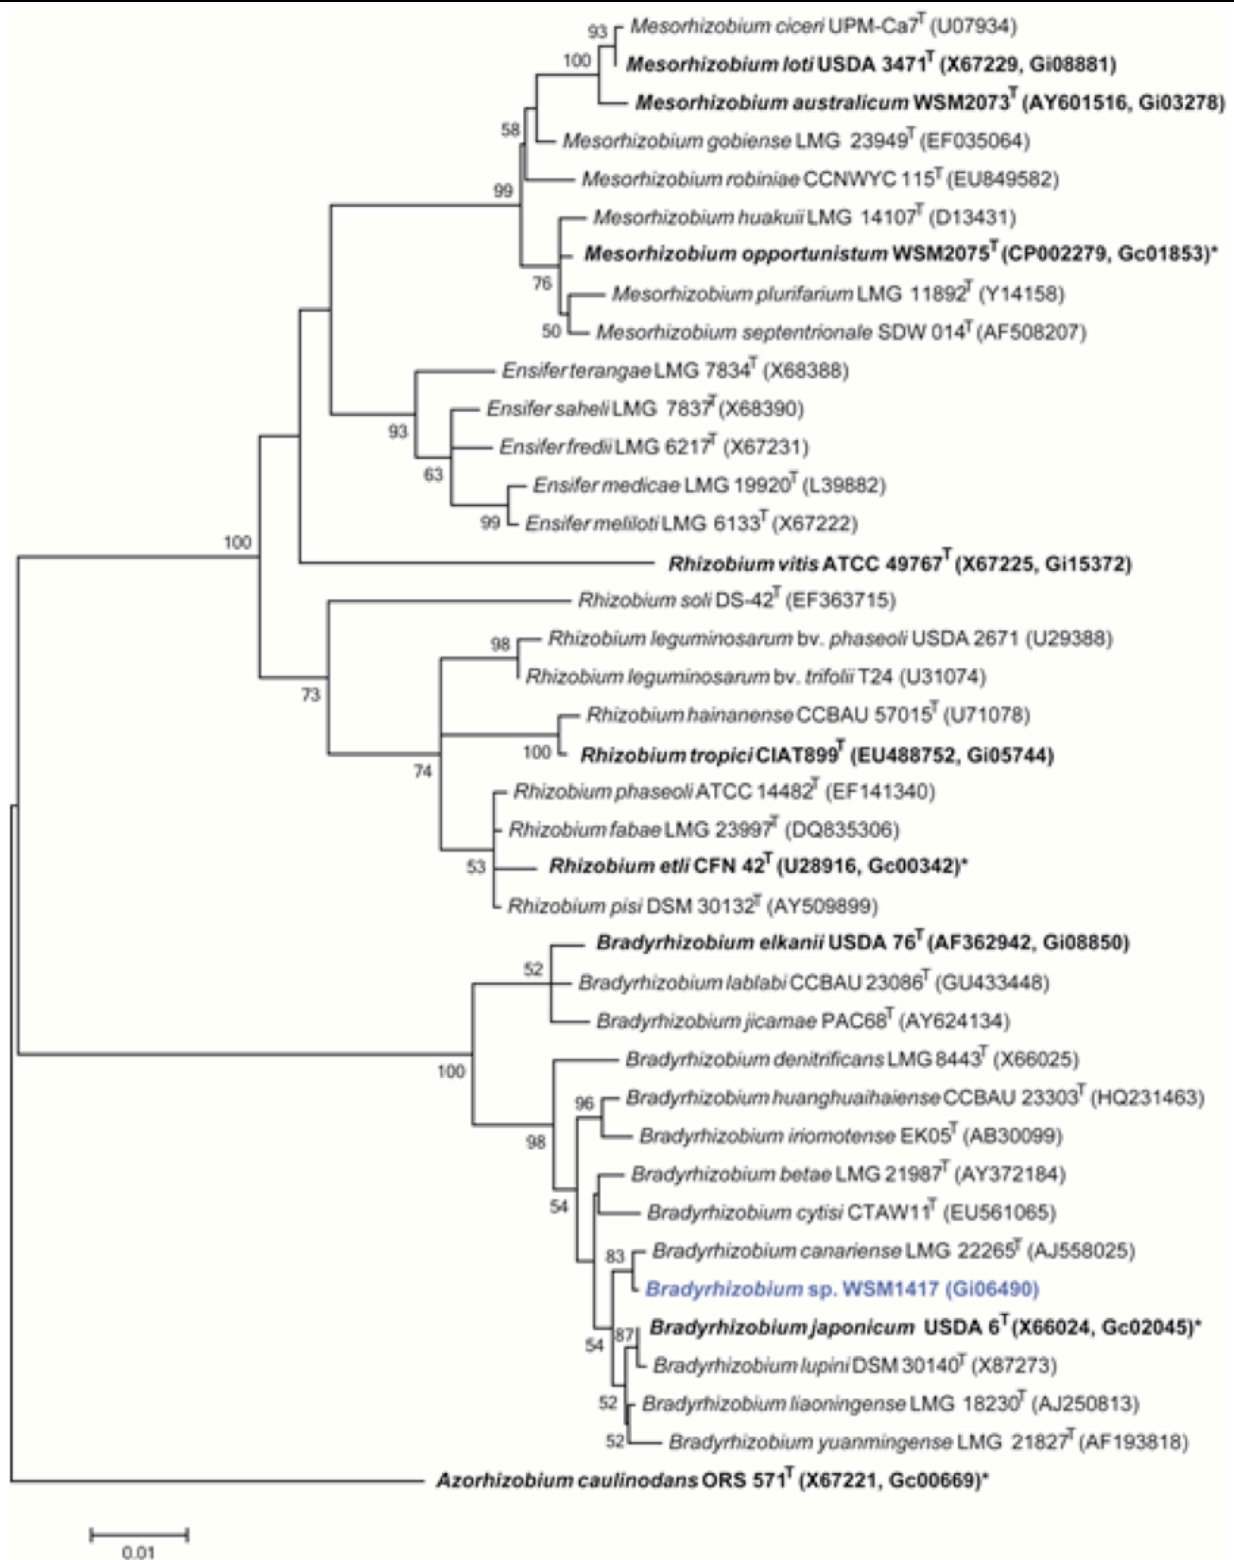 93
Mesorhizobium ciceri UPM-Ca7T (U07934)
100
Mesorhizobium loti USDA 3471T (X67229, Gi08881)
Mesorhizobium australicum WSM2073T (AY601516, Gi03278)
58
Mesorhizobium gobiense LMG 23949T (EF035064)
Mesorhizobium robiniae CCNWYC 115T (EU849582)
99
Mesorhizobium huakuii LMG 14107T (D13431)
Mesorhizobium opportunistum WSM2075T (CP002279, Gc01853)*
76
Mesorhizobium plurifarium LMG 11892T (Y14158)
50
Mesorhizobium septentrionale SDW 014T (AF508207)
Ensifer terangae LMG 7834T (X68388)
Ensifer saheli LMG 7837T (X68390)
93
Ensifer fredii LMG 6217T (X67231)
63
Ensifer medicae LMG 19920T (L39882)
99
Ensifer meliloti LMG 6133T (X67222)
100
Rhizobium vitis ATCC 49767T (X67225, Gi15372)
Rhizobium soli DS-42T (EF363715)
98
Rhizobium leguminosarum bv. phaseoli USDA 2671 (U29388)
Rhizobium leguminosarum bv. trifolii T24 (U31074)
73
Rhizobium hainanense CCBAU 57015T (U71078)
100
Rhizobium tropici CIAT899T (EU488752, Gi05744)
74
Rhizobium phaseoli ATCC 14482T (EF141340)
Rhizobium fabae LMG 23997T (DQ835306)
53
Rhizobium etli CFN 42T (U28916, Gc00342)*
Rhizobium pisi DSM 30132T (AY509899)
Bradyrhizobium elkanii USDA 76T (AF362942, Gi08850)
52
Bradyrhizobium lablabi CCBAU 23086T (GU433448)
Bradyrhizobium jicamae PAC68T (AY624134)
100
Bradyrhizobium denitrificans LMG 8443T (X66025)
96
Bradyrhizobium huanghuaihaiense CCBAU 23303T (HQ231463)
98
Bradyrhizobium iriomotense EK05T (AB30099)
Bradyrhizobium betae LMG 21987T (AY372184)
54
Bradyrhizobium cytisi CTAW11T (EU561065)
83
Bradyrhizobium canariense LMG 22265T (AJ558025)
Bradyrhizobium sp. WSM1417 (Gi06490)
54
87
Bradyrhizobium japonicum USDA 6T (X66024, Gc02045)*
Bradyrhizobium lupini DSM 30140T (X87273)
52
Bradyrhizobium liaoningense LMG 18230T (AJ250813)
52
Bradyrhizobium yuanmingense LMG 21827T (AF193818)
Azorhizobium caulinodans ORS 571T (X67221, Gc00669)*
0.01